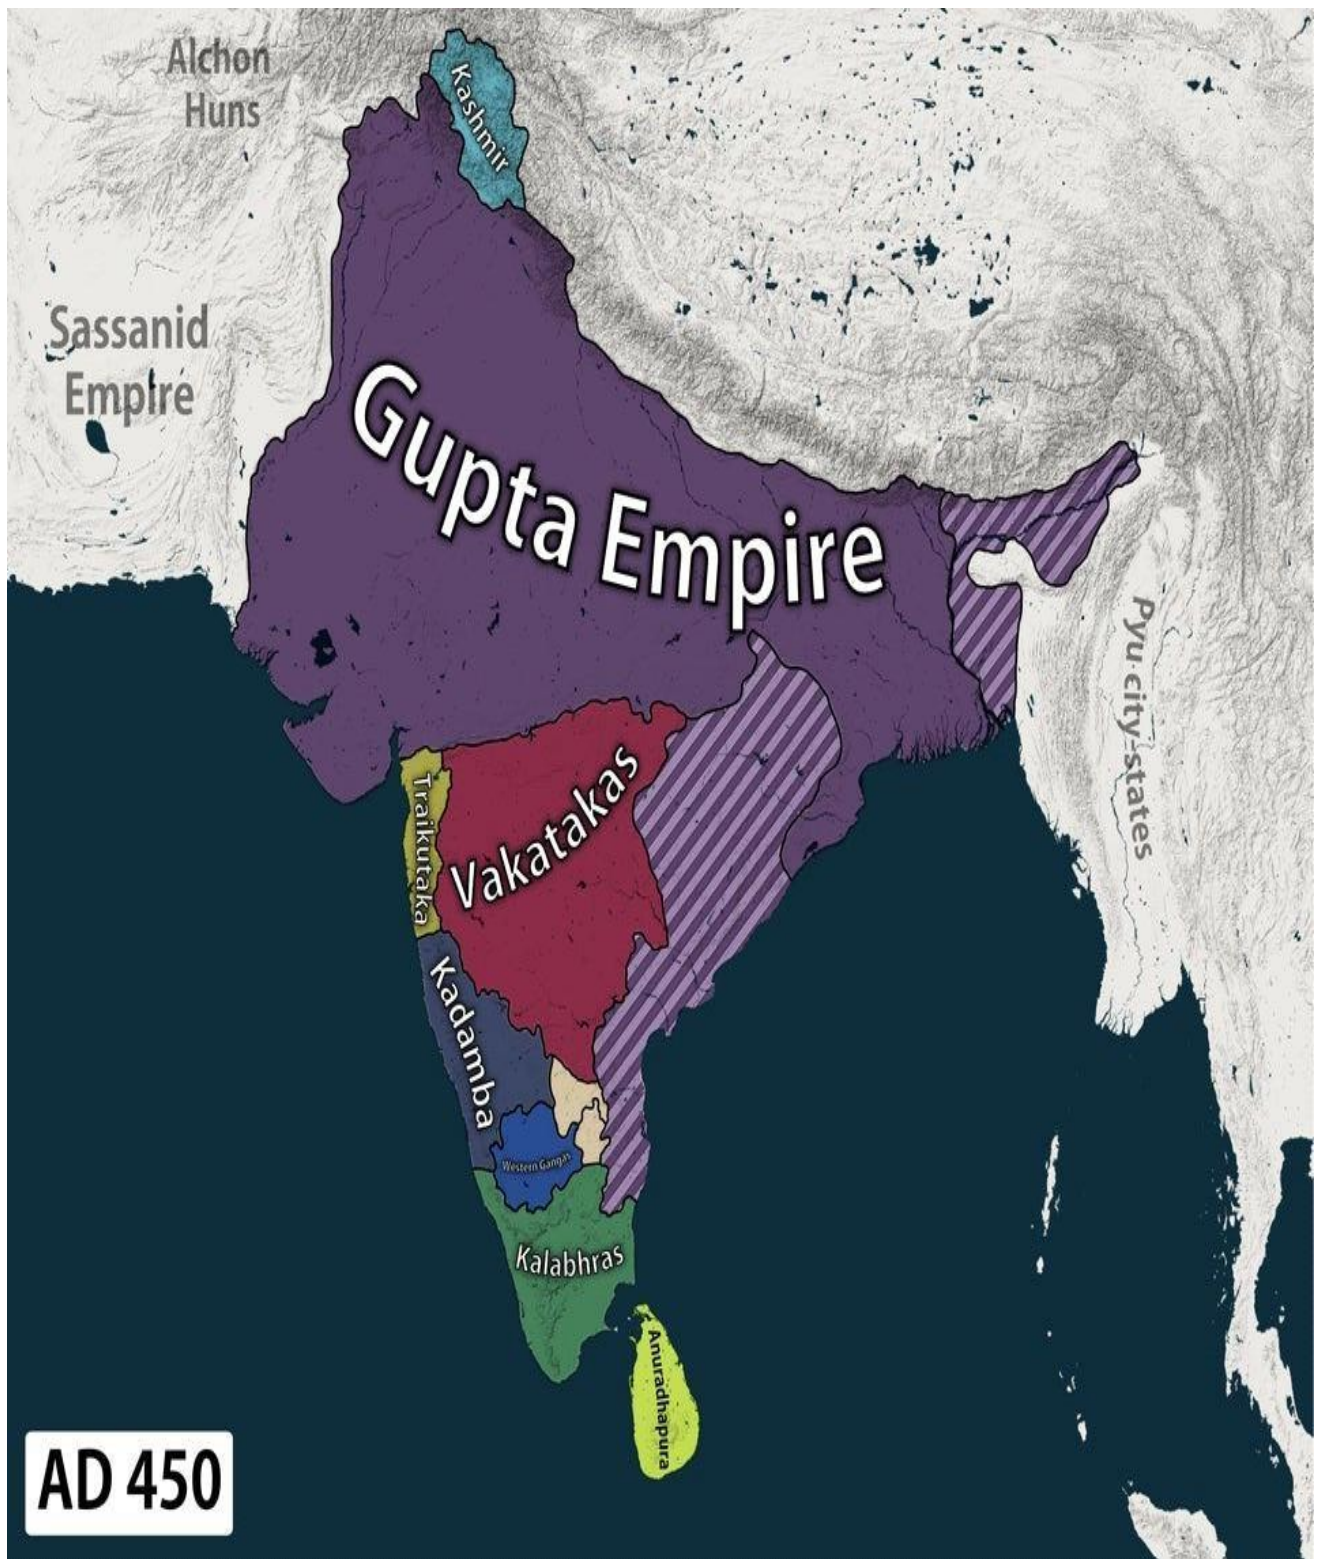 Alchon
Huns
Kashmir
Sassanid
Empire
Gupta Empire
Pyu city-states
Traikutaka
Vakatakas
Kadamba
Western Gangas
Kalabhras
Anuradhapura
AD 450